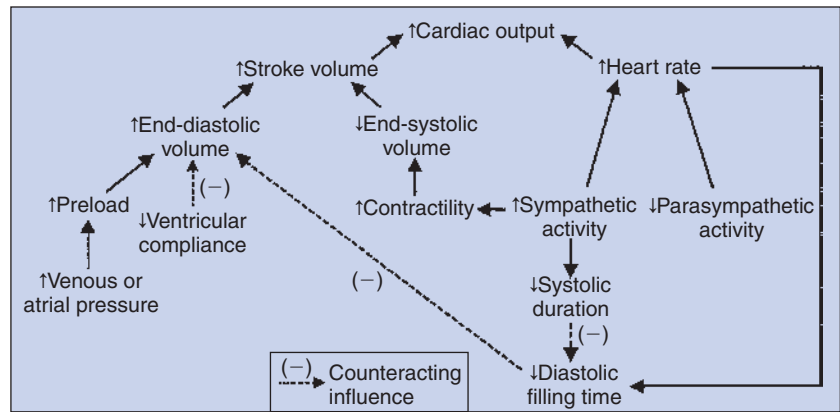 ↑Cardiac output
↑Stroke volume
↑Heart rate
↑End-diastolic
volume
↓End-systolic
volume
(−)
↑Preload
↓Ventricular
compliance
↑Contractility
↑Sympathetic
activity
↓Parasympathetic
activity
↑Venous or
atrial pressure
(−)
↓Systolic
duration
(−)
(−) Counteracting
influence
↓Diastolic
filling time